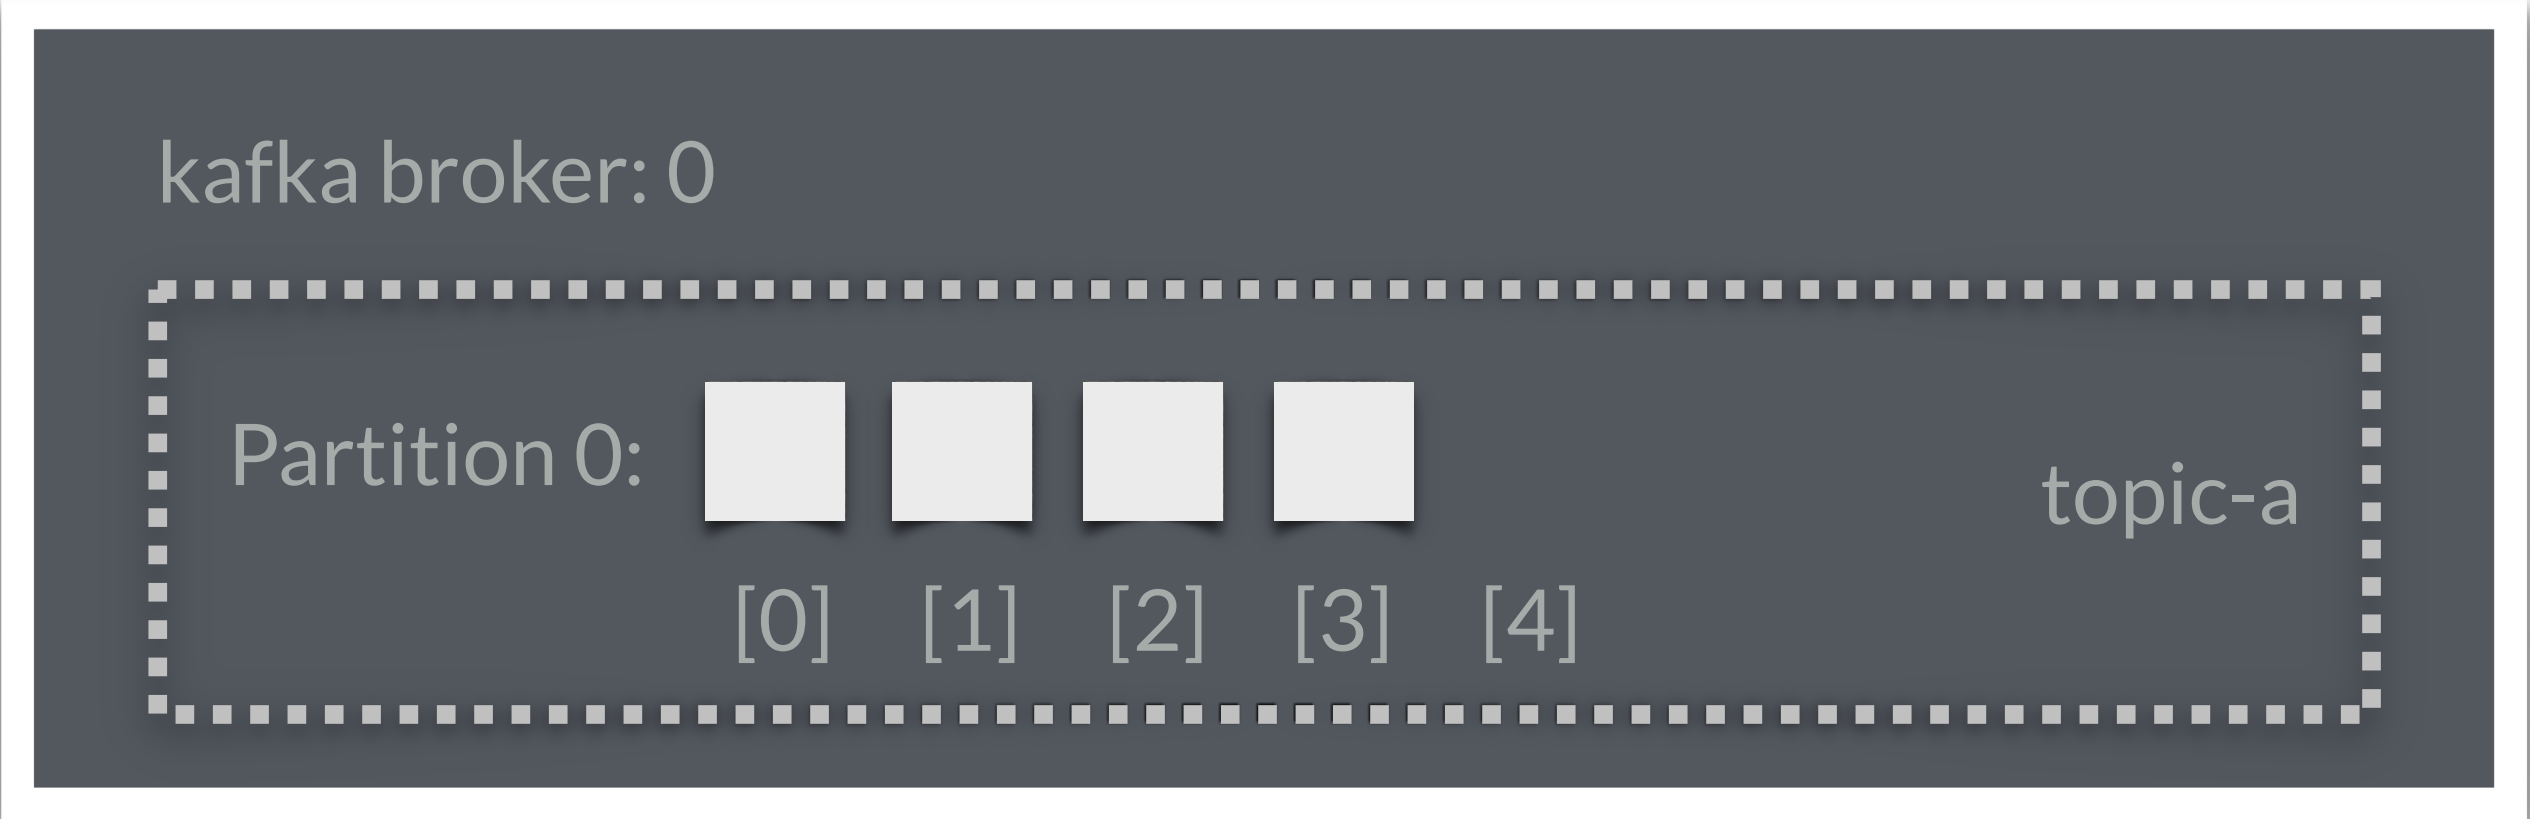 kafka broker: 0
Partition 0:
topic-a
[0] [1] [2] [3] [4]